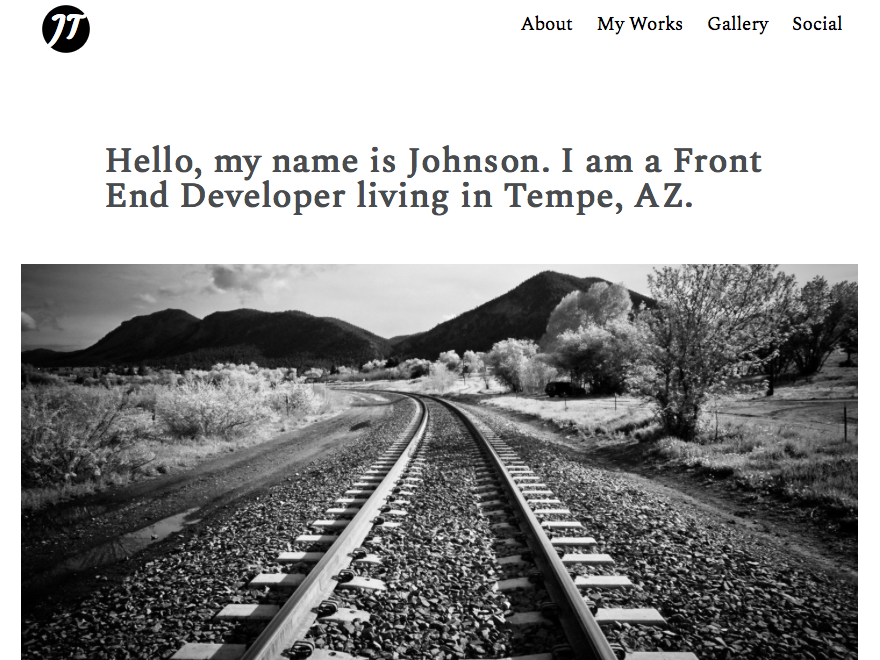 JT
About My Works Gallery Social
Hello, my name is Johnson. I am a Front
End Developer living in Tempe, AZ.